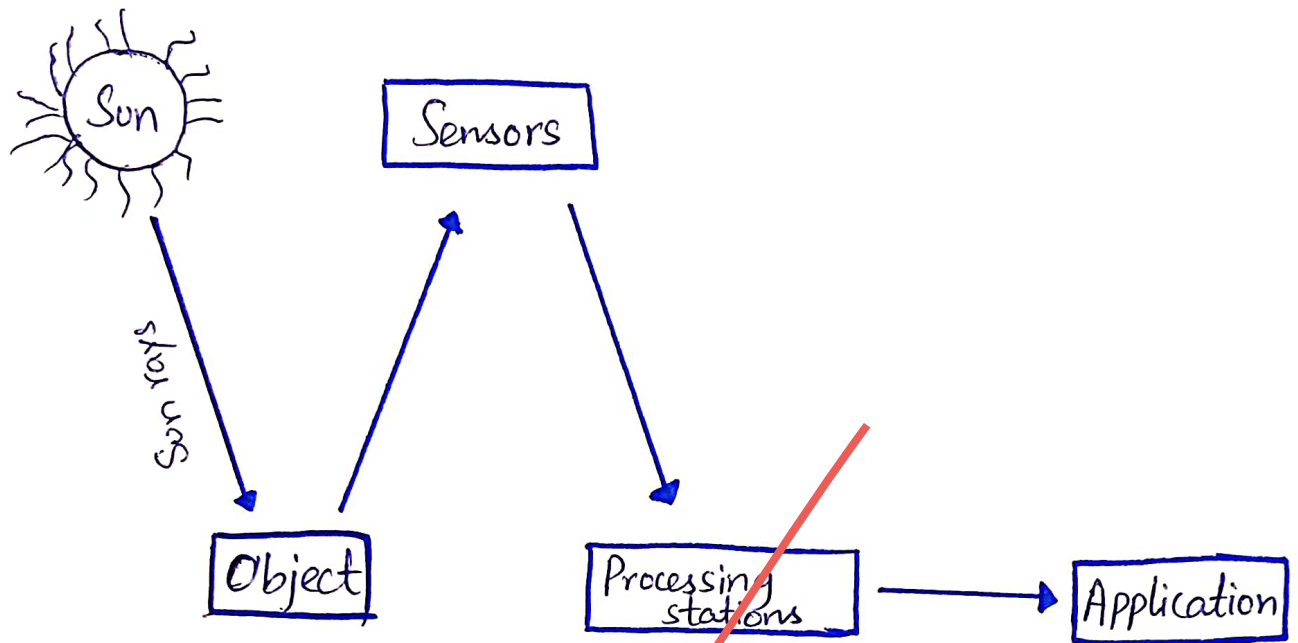 Sun
Sensors
Sun rays
Object
Processing
stations
Application